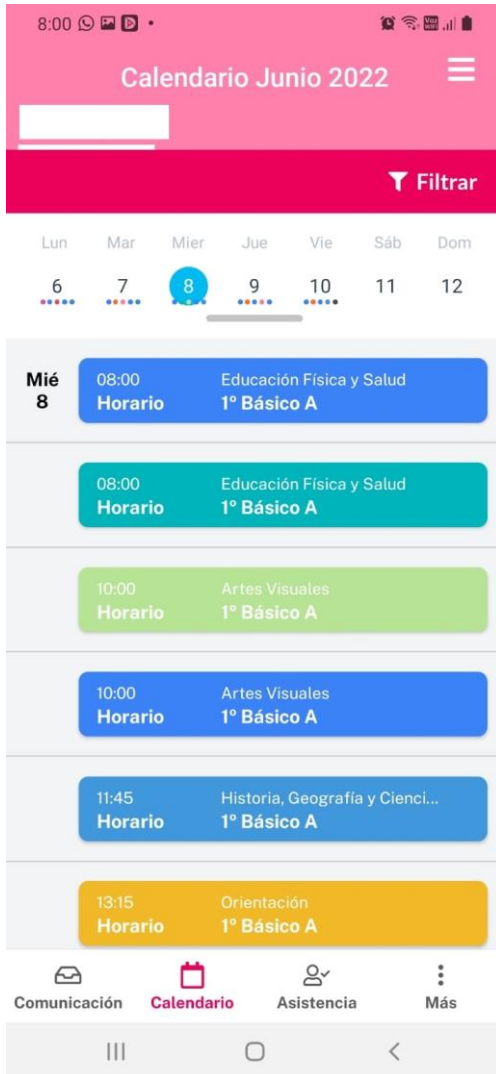 8:00
Calendario Junio 2022
Filtrar
Lun Mar Mier Jue Vie Sáb Dom
6 7 8 9 10 11 12
Mié
8
08:00 Educación Física y Salud
Horario 1º Básico A
08:00 Educación Física y Salud
Horario 1º Básico A
10:00 Artes Visuales
Horario 1º Básico A
10:00 Artes Visuales
Horario 1º Básico A
11:45 Historia, Geografía y Cienci...
Horario 1º Básico A
13:15 Orientación
Horario 1º Básico A
Comunicación Calendario Asistencia Más